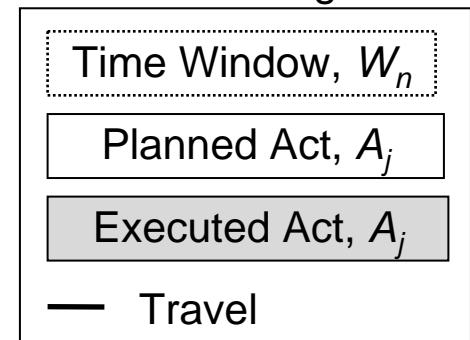 Time Window, Wn
Planned Act, Aj
Executed Act, Aj
Travel